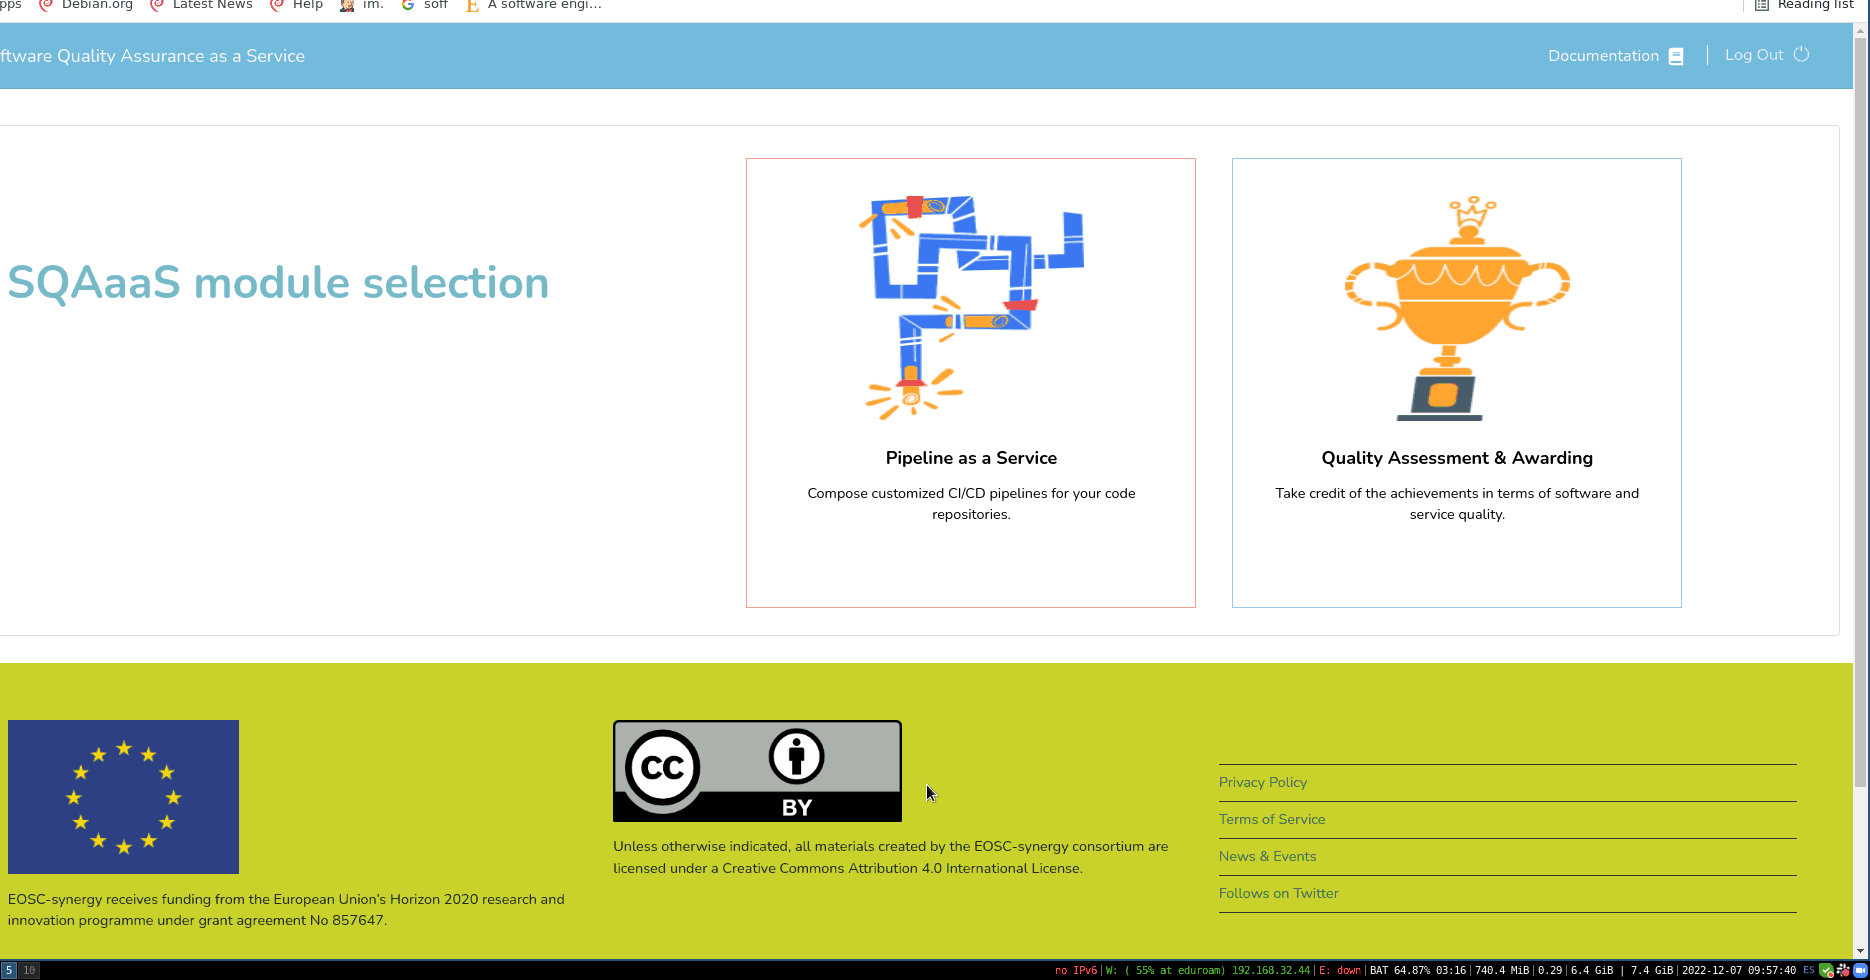 pps Debian.org Latest News Help im. soff A software engi... Reading list
ftware Quality Assurance as a Service Documentation Log Out
SQAaaS module selection
Pipeline as a Service
Compose customized CI/CD pipelines for your code
repositories.
Quality Assessment & Awarding
Take credit of the achievements in terms of software and
service quality.
EOSC-synergy receives funding from the European Union's Horizon 2020 research and
innovation programme under grant agreement No 857647.
CC
BY
Unless otherwise indicated, all materials created by the EOSC-synergy consortium are
licensed under a Creative Commons Attribution 4.0 International License.
Privacy Policy
Terms of Service
News & Events
Follows on Twitter
5 10 no IPv6|W: ( 55% at eduroam) 192.168.32.44|E: down|BAT 64.87% 03:16|740.4 MiB|0.29|6.4 GiB | 7.4 GiB|2022-12-07 09:57:40 ES